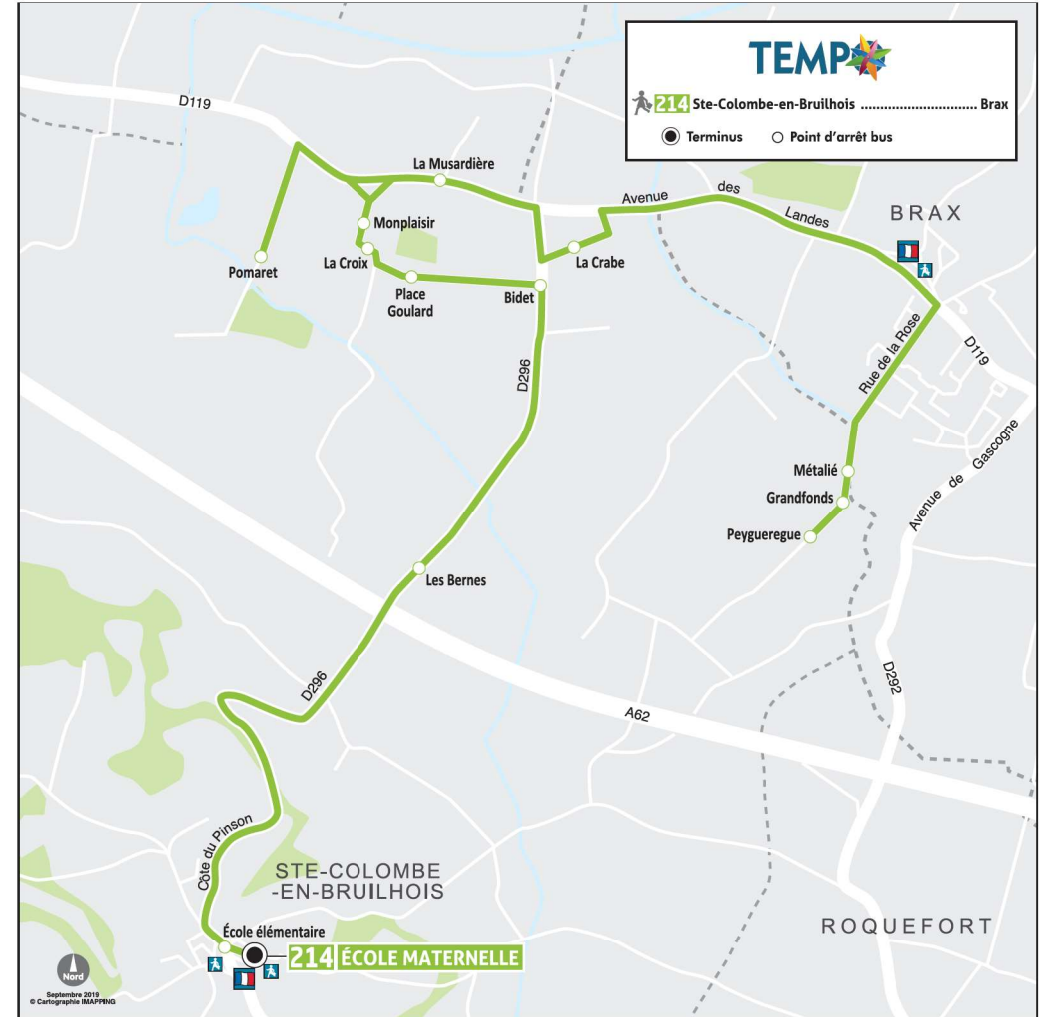 TEMPO
214 Ste-Colombe-en-Bruilhois ............................. Brax
Terminus
Point d'arrêt bus
D119
La Musardière
Avenue des Landes
BRAX
Monplaisir
La Croix
La Crabe
Pomaret
Place
Goulard
Bidet
Rue de la Rose
D119
D296
Avenue de Gascogne
Métalié
Grandfonds
Peygueregue
Les Bernes
D296
D292
A62
Côte du Pinson
STE-COLOMBE
-EN-BRUILHOIS
ROQUEFORT
École élémentaire
214 ÉCOLE MATERNELLE
Nord
Septembre 2019
© Cartographie IMAPPING